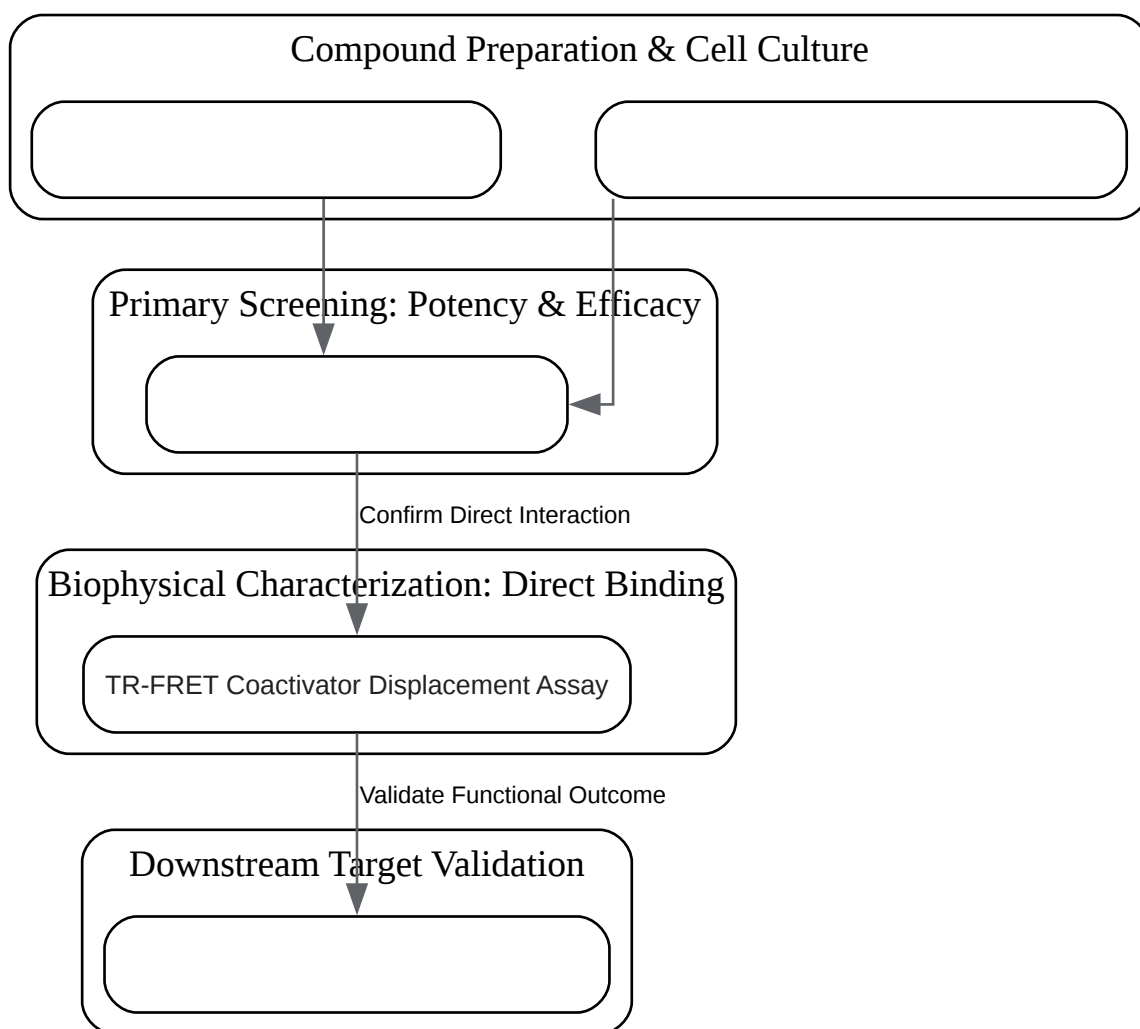 Compound Preparation & Cell Culture
Primary Screening: Potency & Efficacy
Confirm Direct Interaction
Biophysical Characterization: Direct Binding
TR-FRET Coactivator Displacement Assay
Validate Functional Outcome
Downstream Target Validation